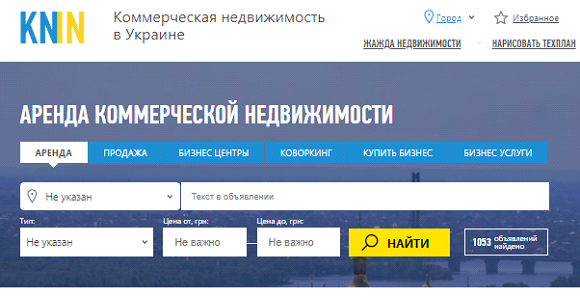 KNIN
Коммерческая недвижимость
в Украине
Город
Избранное
ЖАЖДА НЕДВИЖИМОСТИ
НАРИСОВАТЬ ТЕХПЛАН
АРЕНДА КОММЕРЧЕСКОЙ НЕДВИЖИМОСТИ
АРЕНДА ПРОДАЖА БИЗНЕС ЦЕНТРЫ КОВОРКИНГ КУПИТЬ БИЗНЕС БИЗНЕС УСЛУГИ
Не указан Текст в объявлении
Тип: Цена от, грн: Цена до, грн:
Не указан Не важно Не важно НАЙТИ 1053 объявлений
найдено